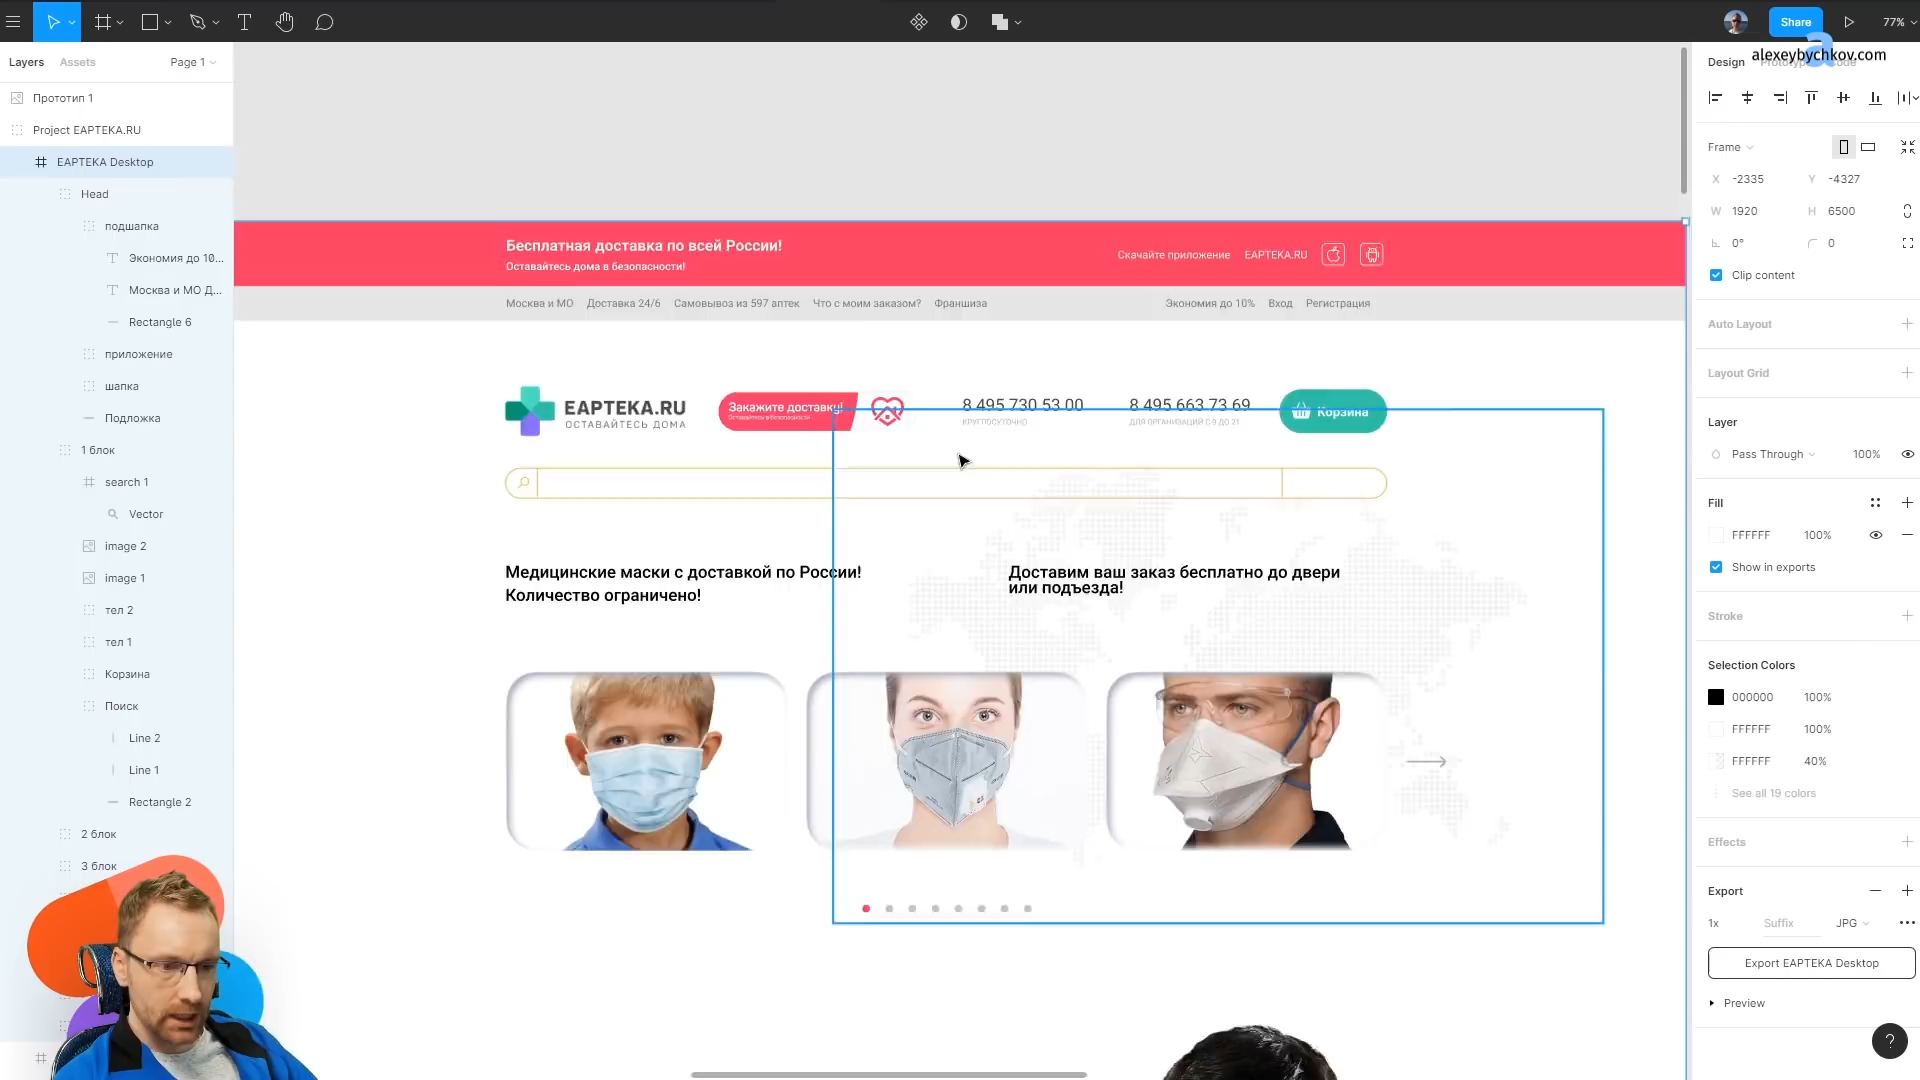 Share
77%
alexeybychkov.com
Layers
Assets
Page 1
Design
Прототип 1
Project EAPTEKA.RU
EAPTEKA Desktop
Head
подшапка
Экономия до 10...
Москва и МО Д...
Rectangle 6
приложение
шапка
Подложка
1 блок
search 1
Vector
image 2
image 1
тел 2
тел 1
Корзина
Поиск
Line 2
Line 1
Rectangle 2
2 блок
3 блок
Бесплатная доставка по всей России!
Оставайтесь дома в безопасности!
Скачайте приложение
EAPTEKA.RU
Москва и МО
Доставка 24/6
Самовывоз из 597 аптек
Что с моим заказом?
Франшиза
Экономия до 10%
Вход
Регистрация
EAPTEKA.RU
ОСТАВАЙТЕСЬ ДОМА
Закажите доставку!
Оставайтесь в безопасности
8 495 730 53 00
КРУГЛОСУТОЧНО
8 495 663 73 69
ДЛЯ ОРГАНИЗАЦИЙ С 9 ДО 21
Корзина
Медицинские маски с доставкой по России!
Количество ограничено!
Доставим ваш заказ бесплатно до двери
или подъезда!
Frame
X -2335
Y -4327
W 1920
H 6500
0°
0
Clip content
Auto Layout
Layout Grid
Layer
Pass Through
100%
Fill
FFFFFF 100%
Show in exports
Stroke
Selection Colors
000000 100%
FFFFFF 100%
FFFFFF 40%
See all 19 colors
Effects
Export
1x
Suffix
JPG
Export EAPTEKA Desktop
Preview
?